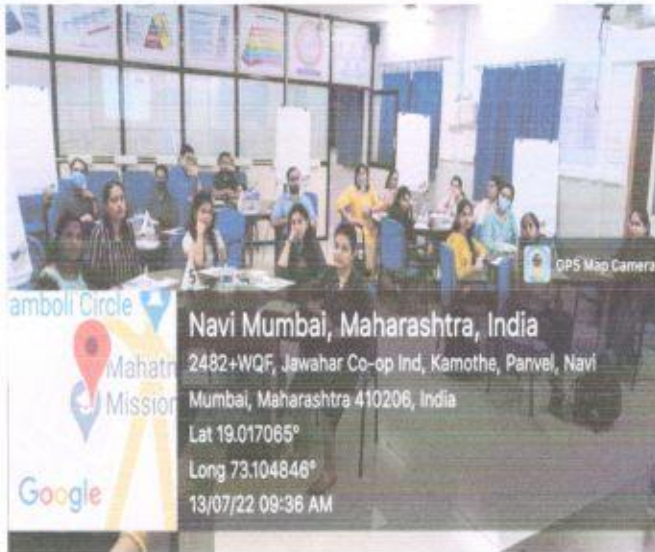 GPS Map Camera
amboli Circle
Mahatm
Mission
Google
Navi Mumbai, Maharashtra, India
2482+WQF, Jawahar Co-op Ind, Kamothe, Panvel, Navi
Mumbai, Maharashtra 410206, India
Lat 19.017065°
Long 73.104846°
13/07/22 09:36 AM